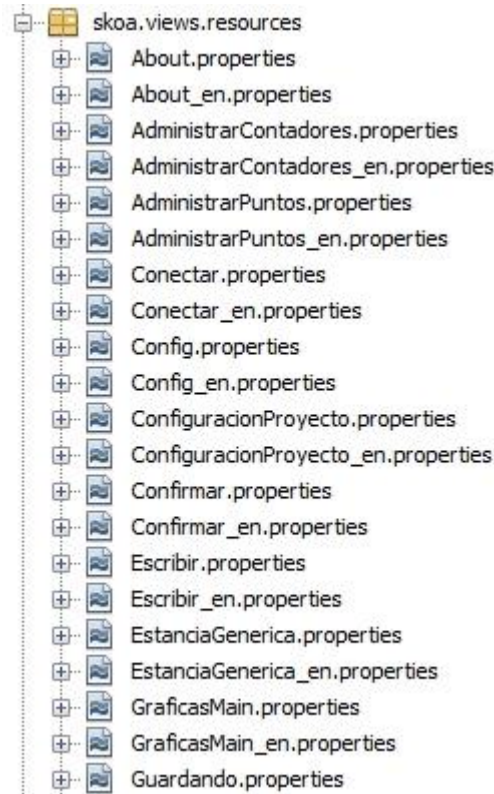 skoa.views.resources
About.properties
About_en.properties
AdministrarContadores.properties
AdministrarContadores_en.properties
AdministrarPuntos.properties
AdministrarPuntos_en.properties
Conectar.properties
Conectar_en.properties
Config.properties
Config_en.properties
ConfiguracionProyecto.properties
ConfiguracionProyecto_en.properties
Confirmar.properties
Confirmar_en.properties
Escribir.properties
Escribir_en.properties
EstanciaGenerica.properties
EstanciaGenerica_en.properties
GraficasMain.properties
GraficasMain_en.properties
Guardando.properties